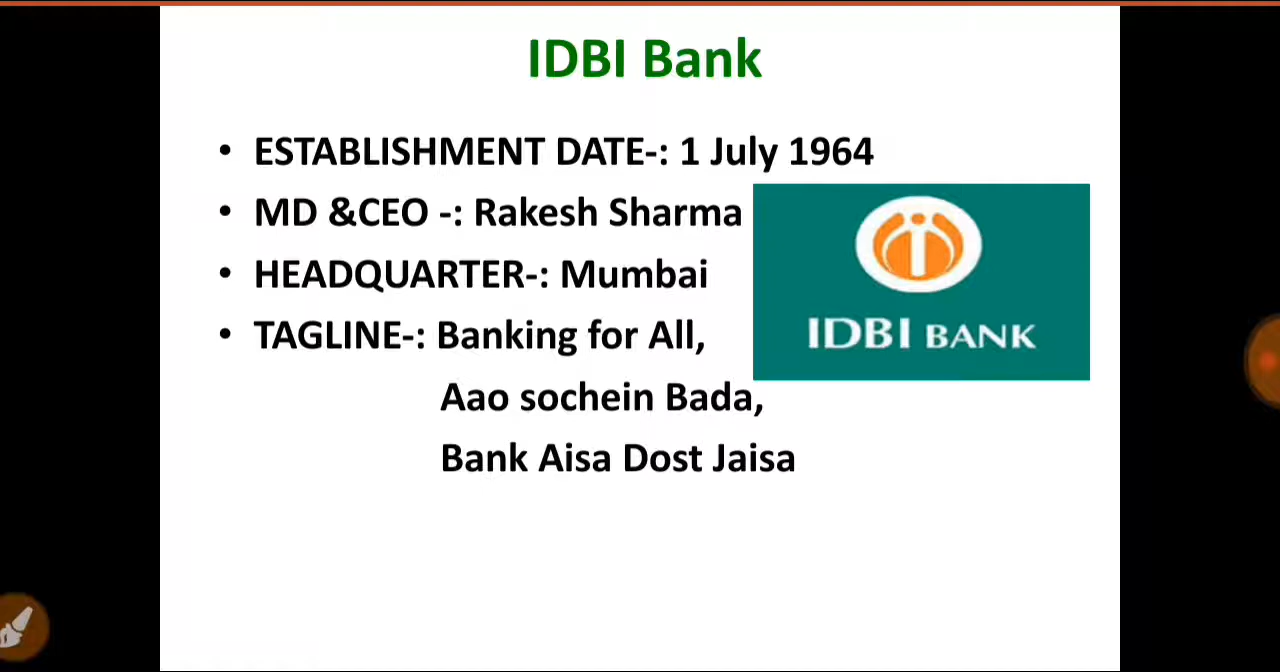 IDBI Bank
• ESTABLISHMENT DATE-: 1 July 1964
• MD &CEO -: Rakesh Sharma
• HEADQUARTER-: Mumbai
• TAGLINE-: Banking for All,
Aao sochein Bada,
Bank Aisa Dost Jaisa
IDBI BANK